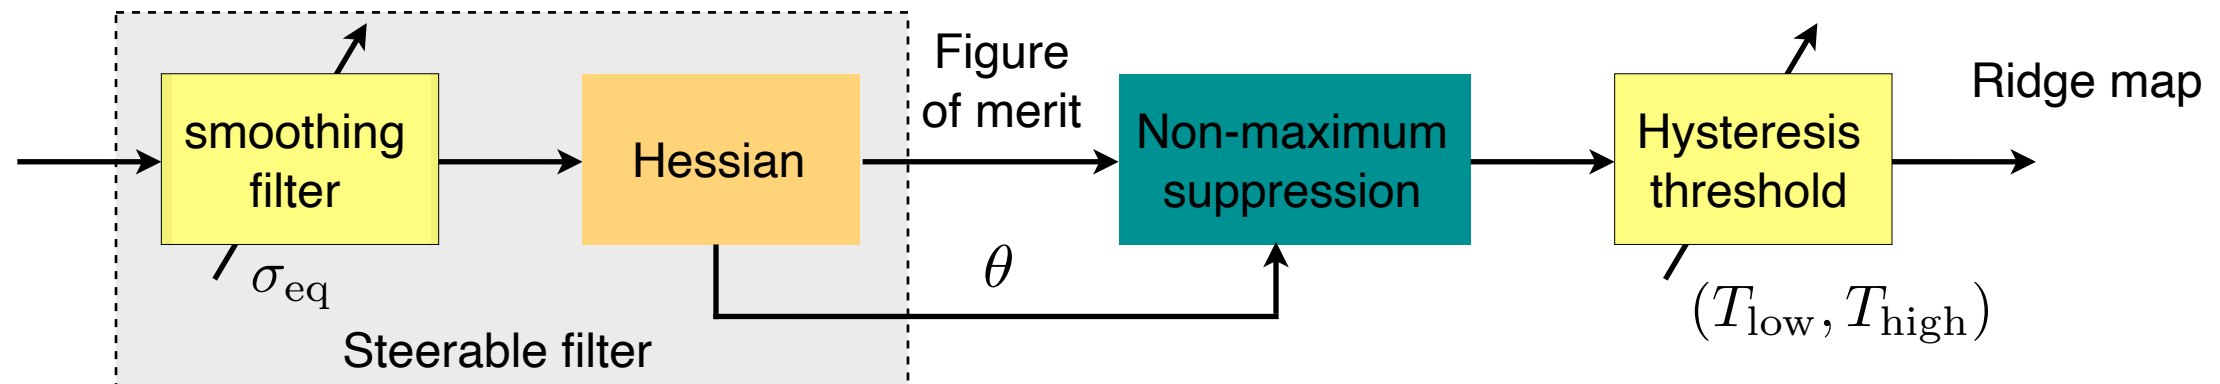 smoothing
filter
σ_eq
Steerable filter
Hessian
Figure
of merit
θ
Non-maximum
suppression
Hysteresis
threshold
(T_low, T_high)
Ridge map